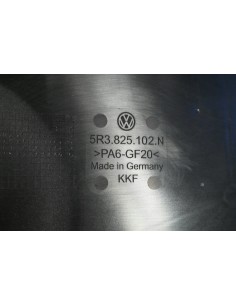 5R3.825.102.N
>PA6-GF20<
Made in Germany
KKF